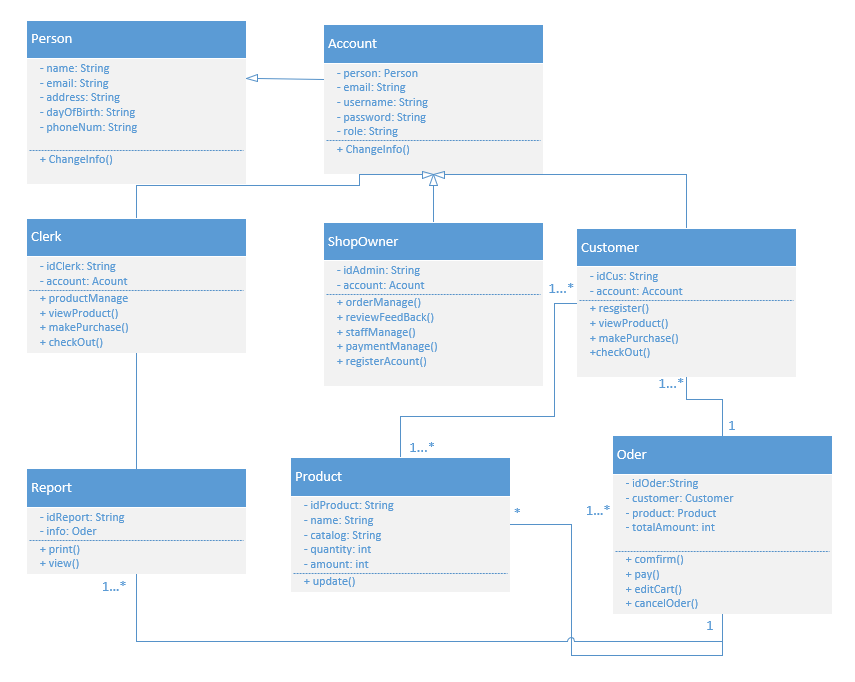 Person
- name: String
- email: String
- address: String
- dayOfBirth: String
- phoneNum: String
+ ChangeInfo()
Account
- person: Person
- email: String
- username: String
- password: String
- role: String
+ ChangeInfo()
Clerk
- idClerk: String
- account: Acount
+ productManage
+ viewProduct()
+ makePurchase()
+ checkOut()
ShopOwner
- idAdmin: String
- account: Acount
+ orderManage()
+ reviewFeedBack()
+ staffManage()
+ paymentManage()
+ registerAcount()
Customer
- idCus: String
- account: Acount
+ resgister()
+ viewProduct()
+ makePurchase()
+checkOut()
1...*
1...*
1...*
1
Report
- idReport: String
- info: Oder
+ print()
+ view()
1...*
Product
- idProduct: String
- name: String
- catalog: String
- quantity: int
- amount: int
+ update()
*
1...*
Oder
- idOder:String
- customer: Customer
- product: Product
- totalAmount: int
+ comfirm()
+ pay()
+ editCart()
+ cancelOder()
1